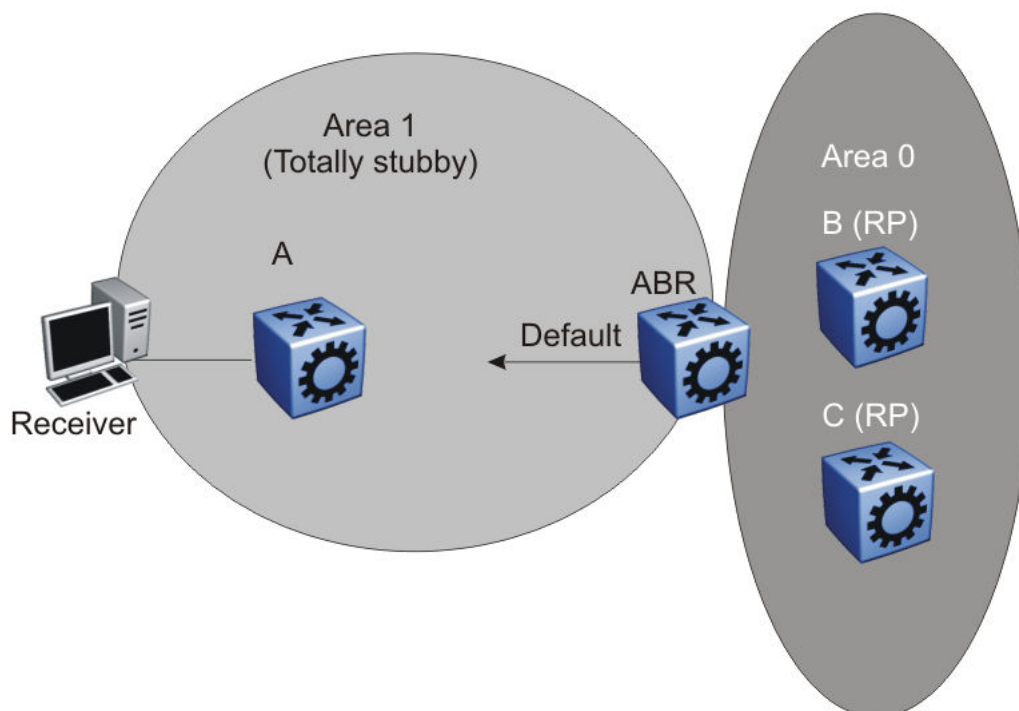 Area 1
(Totally stubby)
Area 0
A
B (RP)
ABR
Default
Receiver
C (RP)